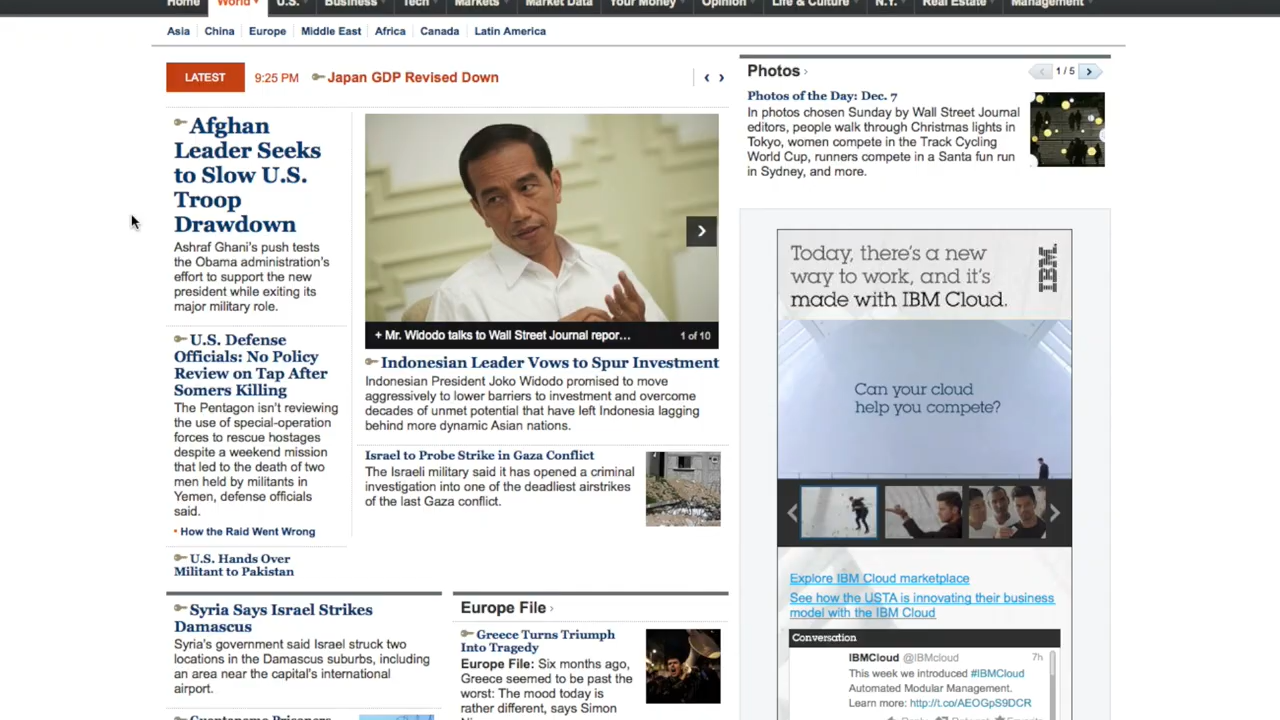 Home World U.S. Business Tech Markets Market Data Your Money Opinion Life & Culture N.Y. Real Estate Management
Asia China Europe Middle East Africa Canada Latin America
LATEST 9:25 PM Japan GDP Revised Down
Afghan
Leader Seeks
to Slow U.S.
Troop
Drawdown
Ashraf Ghani's push tests
the Obama administration's
effort to support the new
president while exiting its
major military role.
U.S. Defense
Officials: No Policy
Review on Tap After
Somers Killing
The Pentagon isn't reviewing
the use of special-operation
forces to rescue hostages
despite a weekend mission
that led to the death of two
men held by militants in
Yemen, defense officials
said.
• How the Raid Went Wrong
U.S. Hands Over
Militant to Pakistan
+ Mr. Widodo talks to Wall Street Journal repor... 1 of 10
Indonesian Leader Vows to Spur Investment
Indonesian President Joko Widodo promised to move
aggressively to lower barriers to investment and overcome
decades of unmet potential that have left Indonesia lagging
behind more dynamic Asian nations.
Israel to Probe Strike in Gaza Conflict
The Israeli military said it has opened a criminal
investigation into one of the deadliest airstrikes
of the last Gaza conflict.
Syria Says Israel Strikes
Damascus
Syria's government said Israel struck two
locations in the Damascus suburbs, including
an area near the capital's international
airport.
Guantanamo Prisoners
Europe File ›
Greece Turns Triumph
Into Tragedy
Europe File: Six months ago,
Greece seemed to be past the
worst: The mood today is
rather different, says Simon
Photos › 1 / 5
Photos of the Day: Dec. 7
In photos chosen Sunday by Wall Street Journal
editors, people walk through Christmas lights in
Tokyo, women compete in the Track Cycling
World Cup, runners compete in a Santa fun run
in Sydney, and more.
Today, there's a new
way to work, and it's
made with IBM Cloud.
IBM
Can your cloud
help you compete?
Explore IBM Cloud marketplace
See how the USTA is innovating their business
model with the IBM Cloud
Conversation
IBMCloud @IBMcloud 7h
This week we introduced #IBMCloud
Automated Modular Management.
Learn more: http://t.co/AEOGpS9DCR